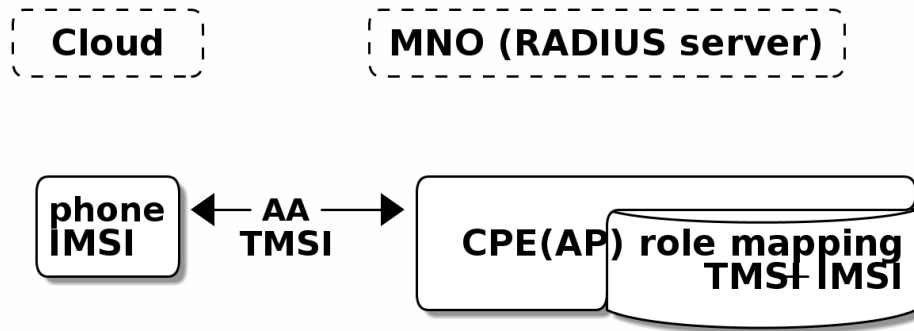 Cloud
MNO (RADIUS server)
phone
IMSI
AA
TMSI
CPE(AP) role mapping
TMSI IMSI